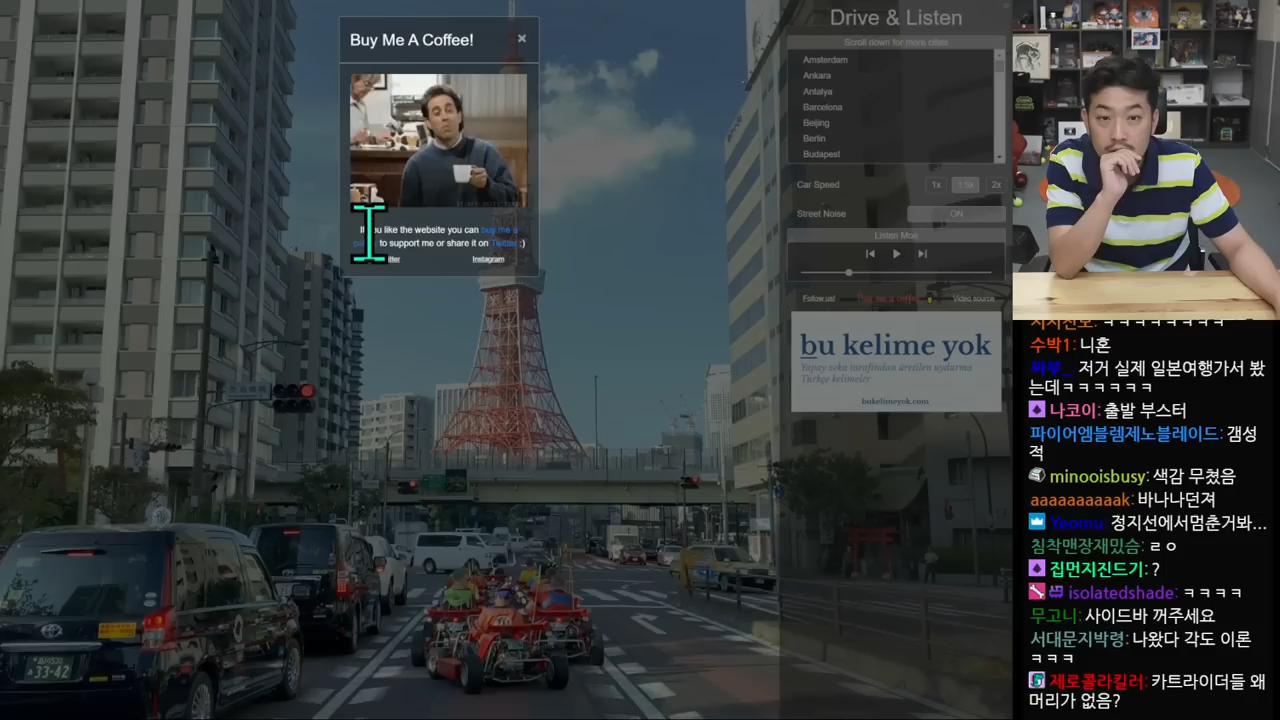 Buy Me A Coffee!
×
you like the website you can buy me a
to support me or share it on Twitter :)
Instagram
Drive & Listen
Scroll down for more cities
Amsterdam
Ankara
Antalya
Barcelona
Beijing
Berlin
Budapest
Car Speed
1x
1.5x
2x
Street Noise
ON
Follow us!
Buy me a coffee
Video source
bu kelime yok
Yapay zeka tarafından üretilen uydurma
Türkçe kelimeler
bukelimeyok.com
33-42
수박1: 니혼
저거 실제 일본여행가서 봤
는데ㅋㅋㅋㅋㅋㅋ
나코이: 출발 부스터
파이어엠블렘제노블레이드: 갬성
적
minooisbusy: 색감 무쳤음
aaaaaaaaaak: 바나나던져
Yeomu: 정지선에서멈춘거봐...
침착맨장재밌슴: ㄹㅇ
집먼지진드기: ?
isolatedshade: ㅋㅋㅋㅋ
무고니: 사이드바 꺼주세요
서대문지박령: 나왔다 각도 이론
ㅋㅋㅋ
제로콜라킬러: 카트라이더들 왜
머리가 없음?